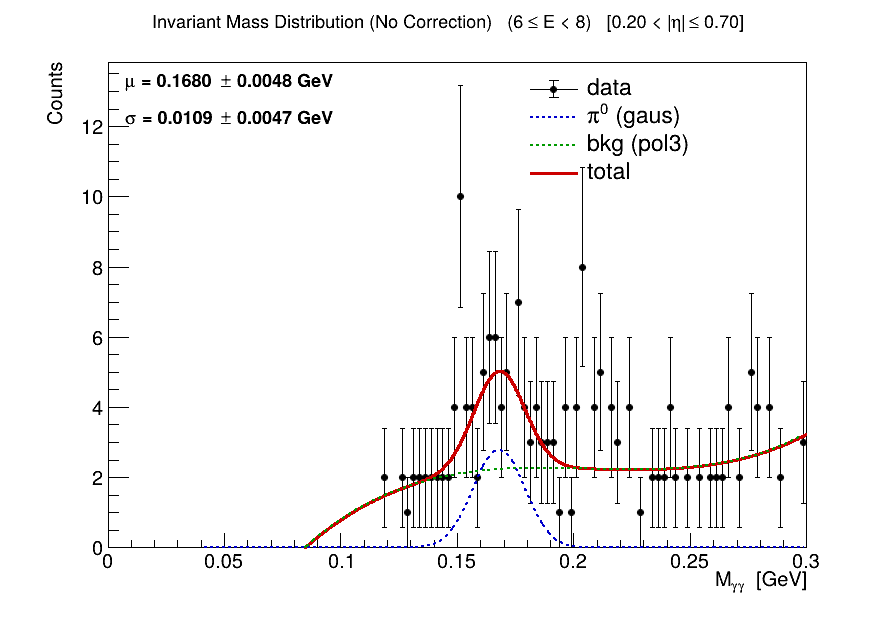 Invariant Mass Distribution (No Correction) (6 ≤ E < 8) [0.20 < |η| ≤ 0.70]
Counts
μ = 0.1680 ± 0.0048 GeV
σ = 0.0109 ± 0.0047 GeV
data
π⁰ (gaus)
bkg (pol3)
total
12
10
8
6
4
2
0
0 0.05 0.1 0.15 0.2 0.25 0.3
Mγγ [GeV]